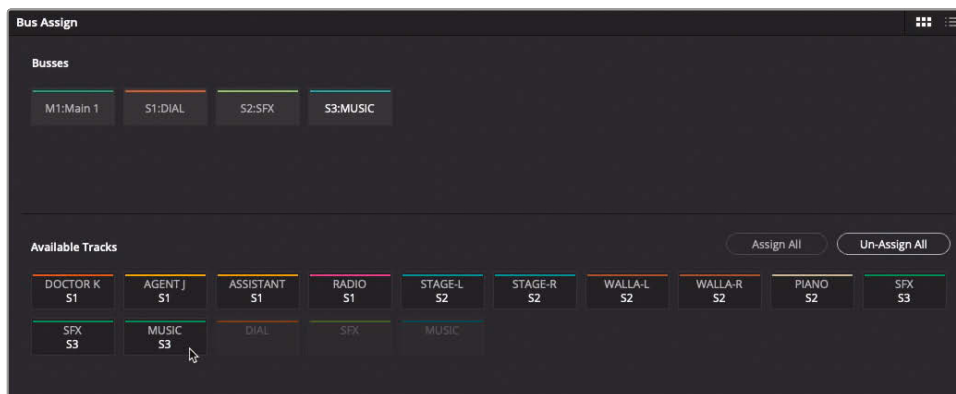 Bus Assign
Busses
M1:Main 1 S1:DIAL S2:SFX S3:MUSIC
Available Tracks Assign All Un-Assign All
DOCTOR K AGENT J ASSISTANT RADIO STAGE-L STAGE-R WALLA-L WALLA-R PIANO SFX
S1 S1 S1 S1 S2 S2 S2 S2 S2 S3
SFX MUSIC DIAL SFX MUSIC
S3 S3